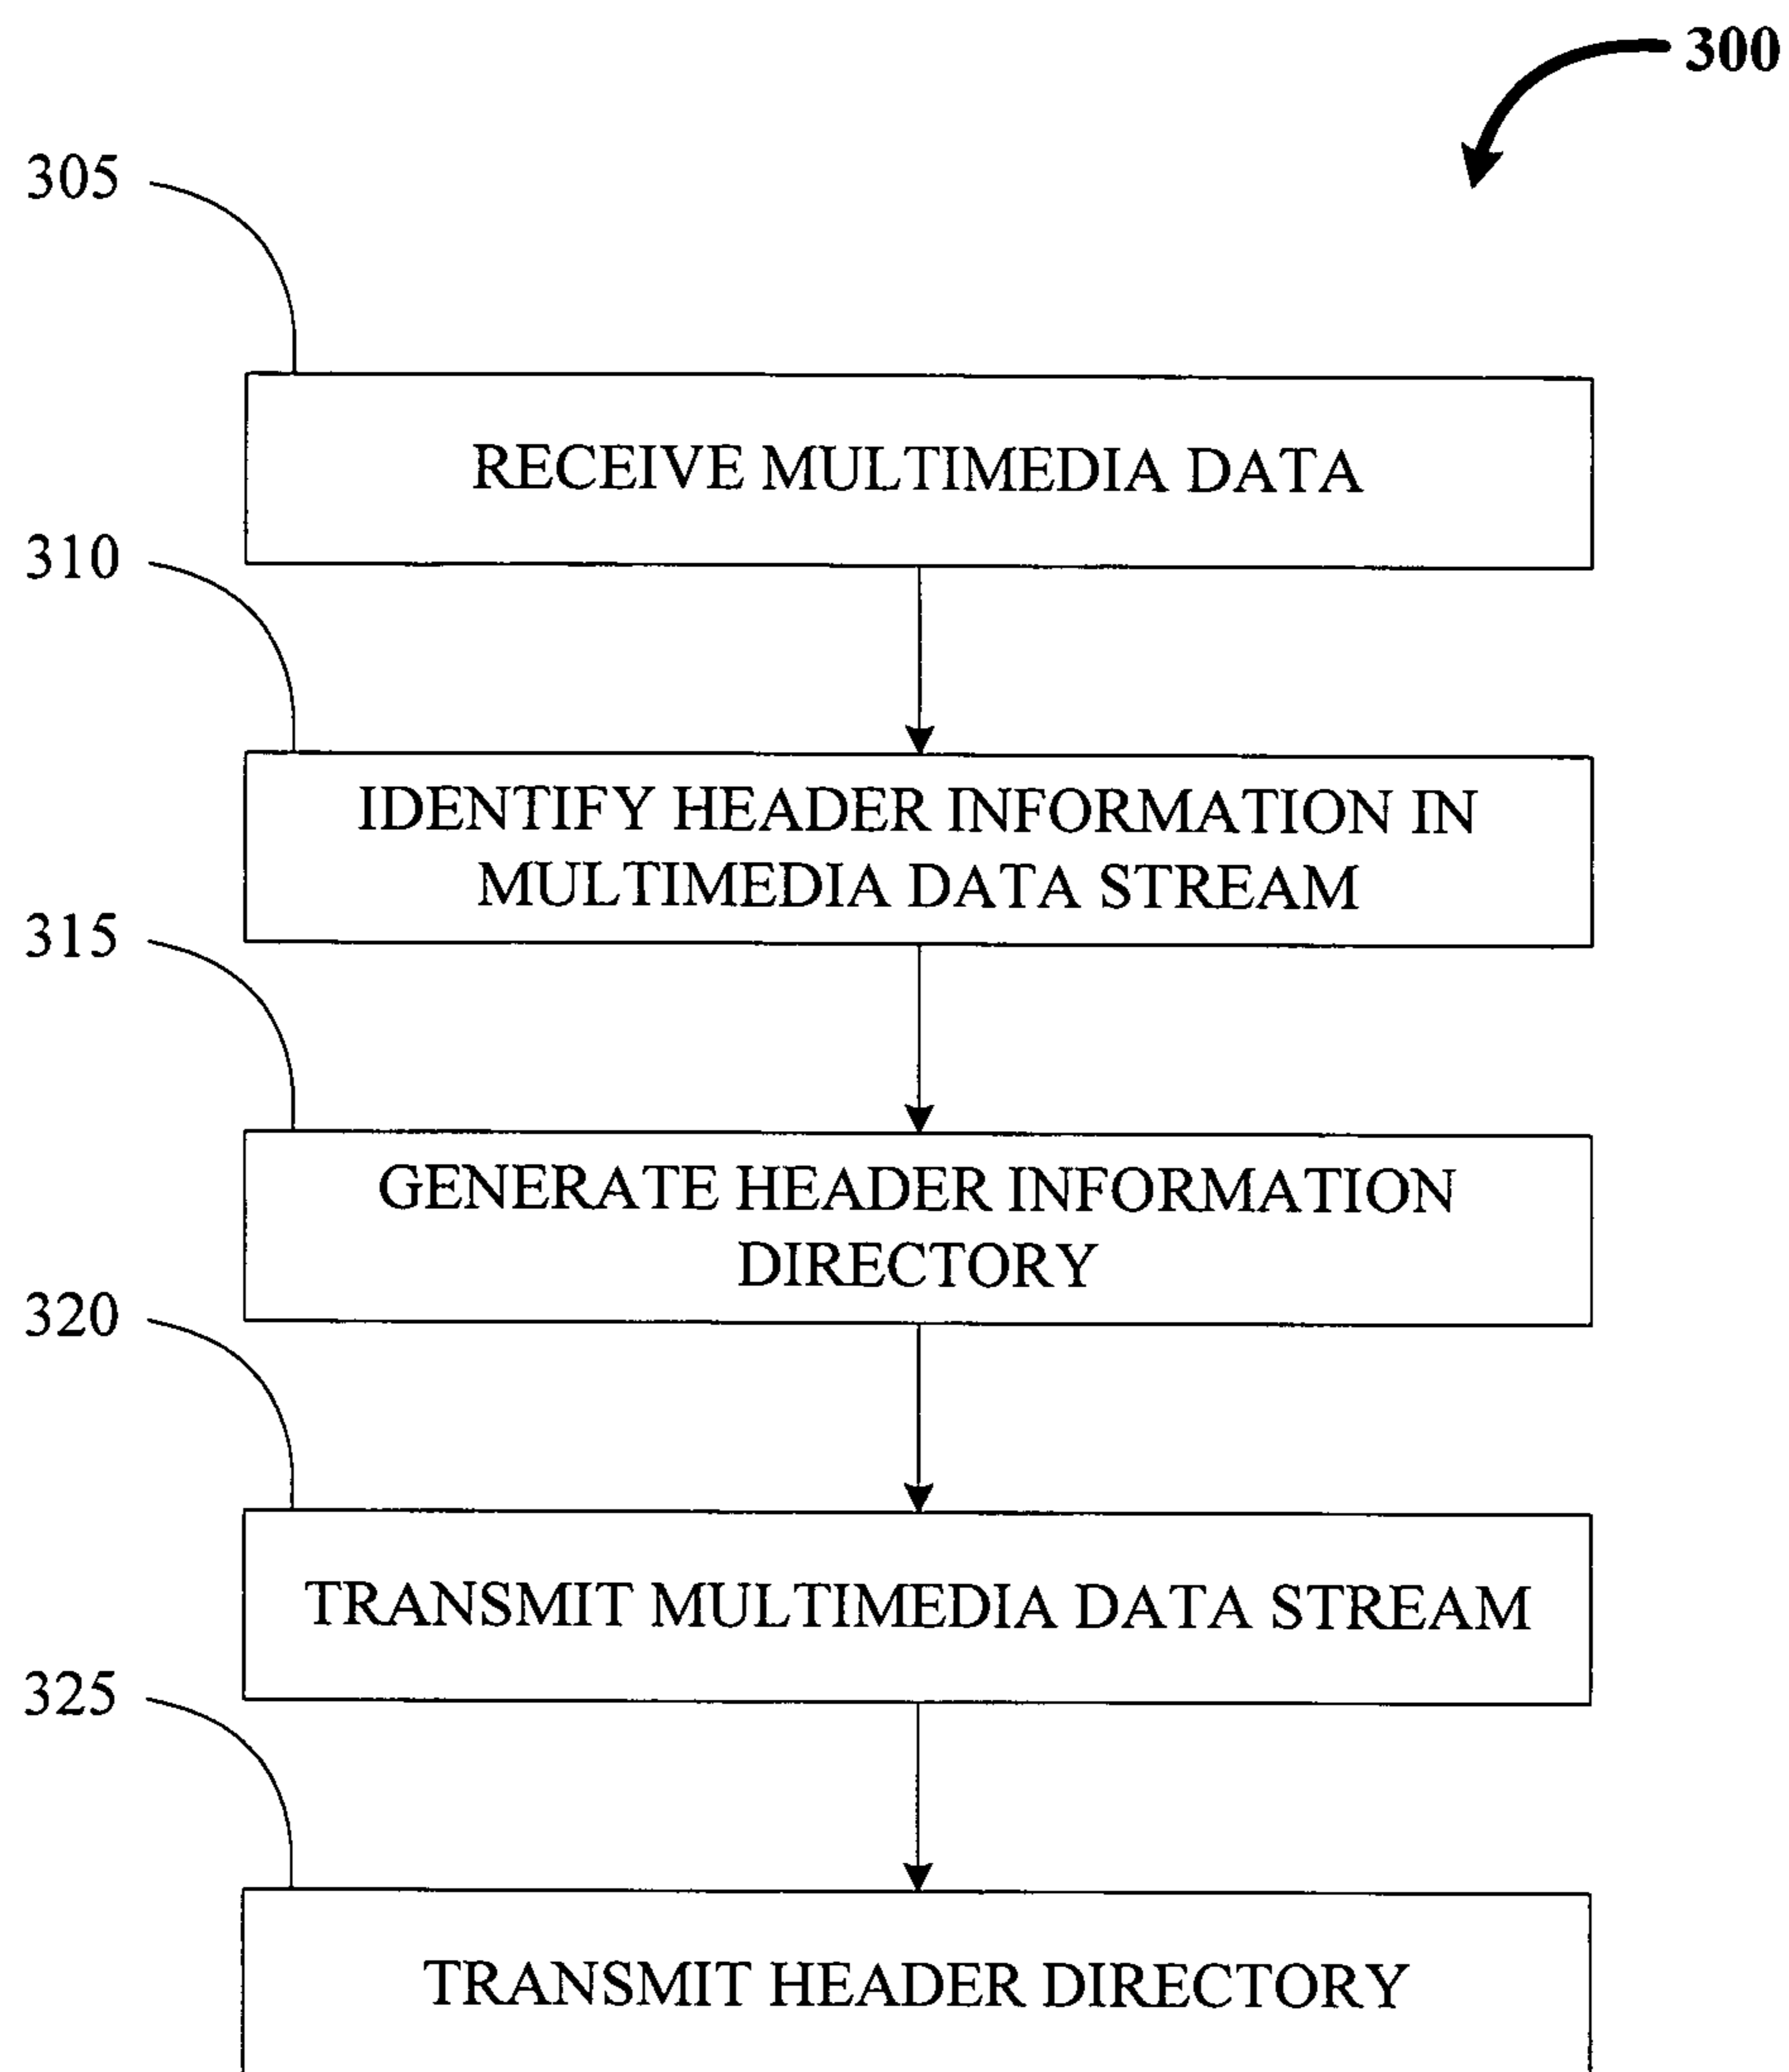 300
305
RECEIVE MULTIMEDIA DATA
310
IDENTIFY HEADER INFORMATION IN
MULTIMEDIA DATA STREAM
315
GENERATE HEADER INFORMATION
DIRECTORY
320
TRANSMIT MULTIMEDIA DATA STREAM
325
TRANSMIT HEADER DIRECTORY